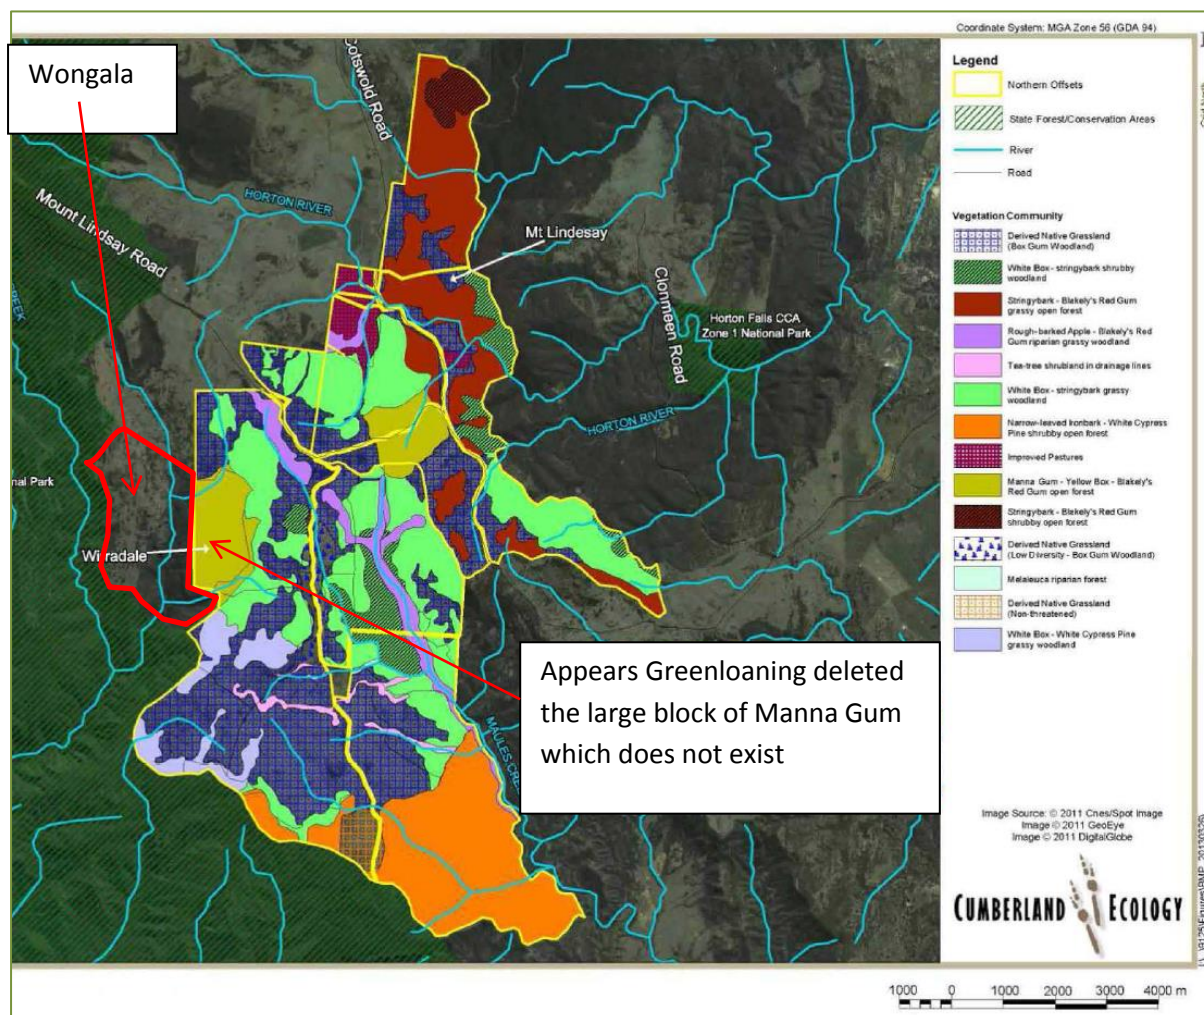 Coordinate System: MGA Zone 56 (GDA 94)
Wongala
Cotswold Road
Mount Lindsay Road
HORTON RIVER
Mt Lindesay
Clonmeen Road
Horton Falls CCA
Zone 1 National Park
HORTON RIVER
nal Park
Wirradale
MAULES CRE
Appears Greenloaning deleted
the large block of Manna Gum
which does not exist
Legend
Northern Offsets
State Forest/Conservation Areas
River
Road
Vegetation Community
Derived Native Grassland
(Box Gum Woodland)
White Box - stringybark shrubby
woodland
Stringybark - Blakely's Red Gum
grassy open forest
Rough-barked Apple - Blakely's Red
Gum riparian grassy woodland
Tea-tree shrubland in drainage lines
White Box - stringybark grassy
woodland
Narrow-leaved Ironbark - White Cypress
Pine shrubby open forest
Improved Pastures
Manna Gum - Yellow Box - Blakely's
Red Gum open forest
Stringybark - Blakely's Red Gum
shrubby open forest
Derived Native Grassland
(Low Diversity - Box Gum Woodland)
Melaleuca riparian forest
Derived Native Grassland
(Non-threatened)
White Box - White Cypress Pine
grassy woodland
Image Source: © 2011 Cnes/Spot Image
Image © 2011 GeoEye
Image © 2011 DigitalGlobe
CUMBERLAND ECOLOGY
1000 0 1000 2000 3000 4000 m